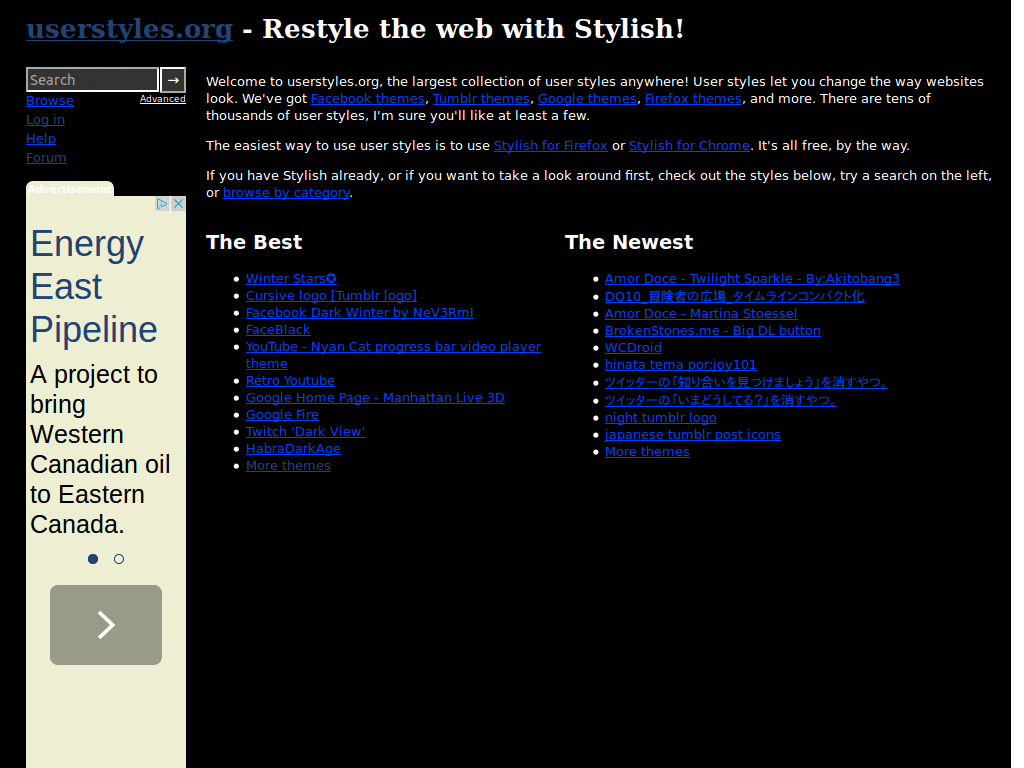 userstyles.org - Restyle the web with Stylish!
Search →
Browse Advanced
Log in
Help
Forum
Advertisement
Energy
East
Pipeline
A project to
bring
Western
Canadian oil
to Eastern
Canada.
Welcome to userstyles.org, the largest collection of user styles anywhere! User styles let you change the way websites
look. We've got Facebook themes, Tumblr themes, Google themes, Firefox themes, and more. There are tens of
thousands of user styles, I'm sure you'll like at least a few.
The easiest way to use user styles is to use Stylish for Firefox or Stylish for Chrome. It's all free, by the way.
If you have Stylish already, or if you want to take a look around first, check out the styles below, try a search on the left,
or browse by category.
The Best
Winter Stars✪
Cursive logo [Tumblr logo]
Facebook Dark Winter by NeV3RmI
FaceBlack
YouTube - Nyan Cat progress bar video player
theme
Rétro Youtube
Google Home Page - Manhattan Live 3D
Google Fire
Twitch 'Dark View'
HabraDarkAge
More themes
The Newest
Amor Doce - Twilight Sparkle - By:Akitobang3
DQ10_冒険者の広場_タイムラインコンパクト化
Amor Doce - Martina Stoessel
BrokenStones.me - Big DL button
WCDroid
hinata tema por:joy101
ツイッターの「知り合いを見つけましょう」を消すやつ。
ツイッターの「いまどうしてる？」を消すやつ。
night tumblr logo
japanese tumblr post icons
More themes